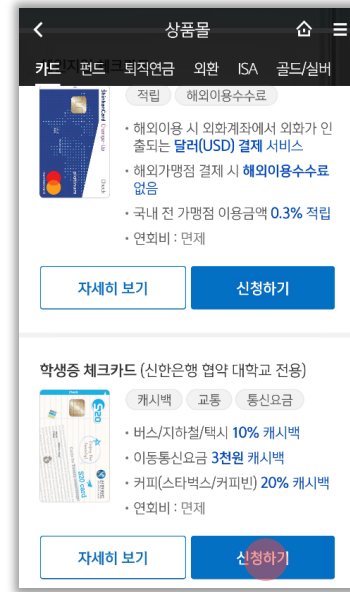 상품몰
카드 펀드 퇴직연금 외환 ISA 골드/실버
적립 해외이용수수료
• 해외이용 시 외화계좌에서 외화가 인
출되는 달러(USD) 결제 서비스
• 해외가맹점 결제 시 해외이용수수료
없음
• 국내 전 가맹점 이용금액 0.3% 적립
• 연회비 : 면제
자세히 보기 신청하기
학생증 체크카드 (신한은행 협약 대학교 전용)
캐시백 교통 통신요금
S20
S20 card
• 버스/지하철/택시 10% 캐시백
• 이동통신요금 3천원 캐시백
• 커피(스타벅스/커피빈) 20% 캐시백
• 연회비 : 면제
자세히 보기 신청하기